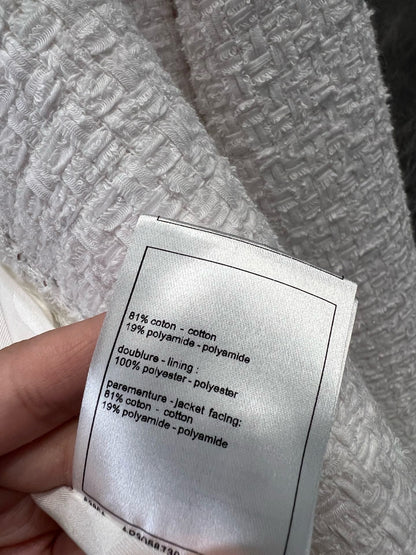 81% coton - cotton
19% polyamide - polyamide
doublure - lining :
100% polyester - polyester
parementure - jacket facing:
81% coton - cotton
19% polyamide - polyamide